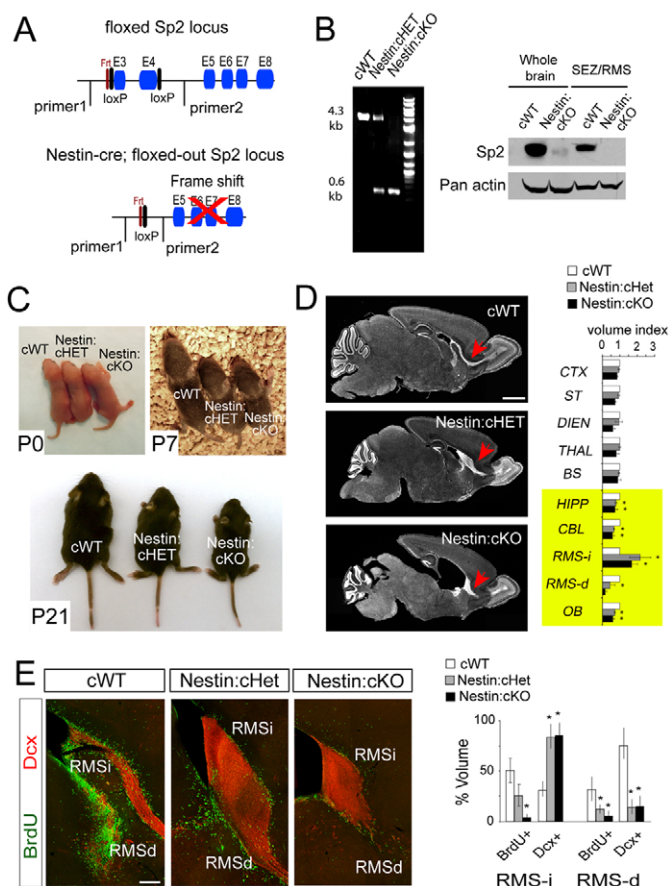 A
floxed Sp2 locus
Frt E3 E4 E5 E6 E7 E8
loxP loxP
primer1 primer2
Nestin-cre; floxed-out Sp2 locus
Frame shift
Frt E5 E6 E7 E8
loxP
primer1 primer2
B
cWT
Nestin:cHET
Nestin:cKO
4.3
kb
0.6
kb
Whole
brain
SEZ/RMS
cWT
Nestin:
cKO
cWT
Nestin:
cKO
Sp2
Pan actin
C
cWT
Nestin:
cHET
Nestin:
cKO
P0
cWT
Nestin:
cHET
Nestin:
cKO
P7
cWT
Nestin:
cHET
Nestin:
cKO
P21
D
cWT
Nestin:cHET
Nestin:cKO
cWT
Nestin:cHet
Nestin:cKO
volume index
0 1 2 3
CTX
ST
DIEN
THAL
BS
HIPP
CBL
RMS-i
RMS-d
OB
E
BrdU Dcx
cWT Nestin:cHet Nestin:cKO
RMSi
RMSd
RMSi
RMSd
RMSi
RMSd
cWT
Nestin:cHet
Nestin:cKO
% Volume
100
50
0
BrdU+ Dcx+ BrdU+ Dcx+
RMS-i RMS-d